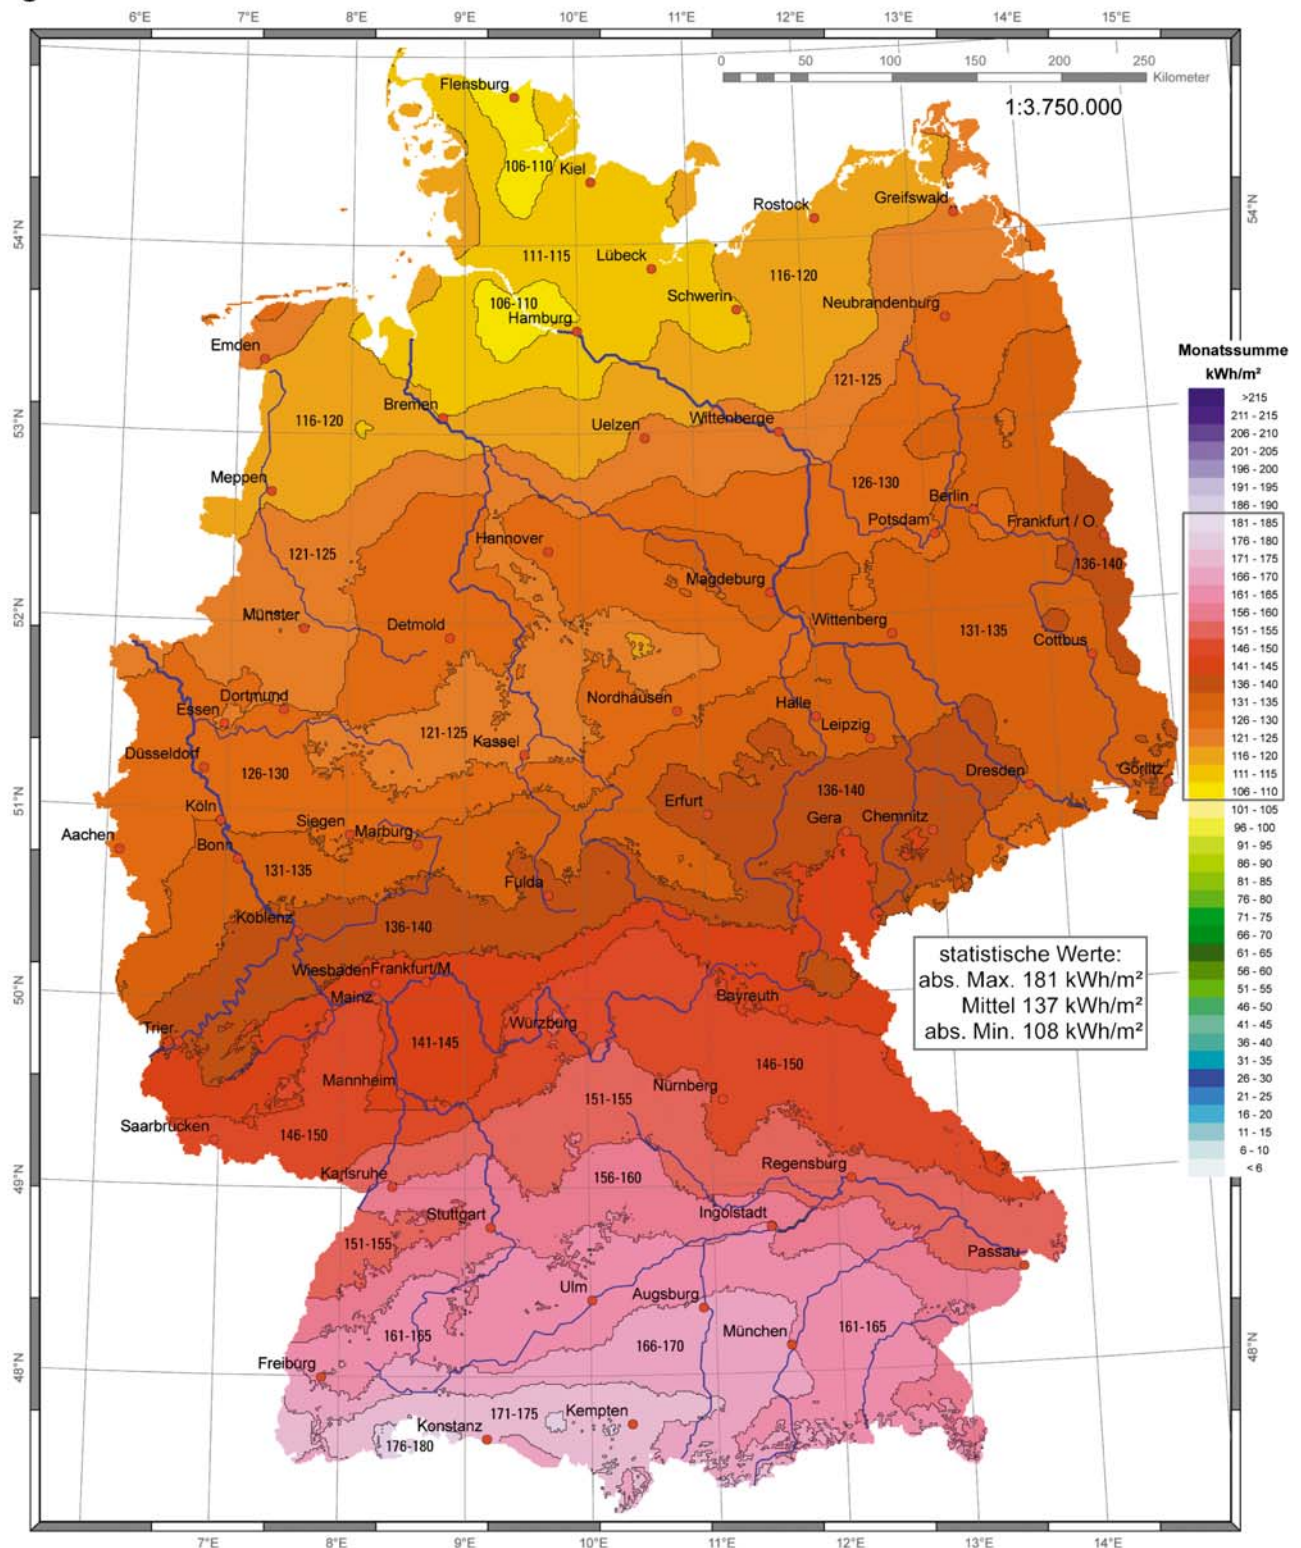 6°E 7°E 8°E 9°E 10°E 11°E 12°E 13°E 14°E 15°E
0 50 100 150 200 250
Kilometer
1:3.750.000
Flensburg
106-110
Kiel
Rostock
Greifswald
54°N
54°N
111-115
Lübeck
116-120
Schwerin
Neubrandenburg
106-110
Hamburg
Emden
121-125
Bremen
116-120
Uelzen
Wittenberge
53°N
53°N
Meppen
126-130
Berlin
Potsdam
Frankfurt / O.
121-125
Hannover
136-140
Magdeburg
Münster
Detmold
Wittenberg
131-135
Cottbus
52°N
52°N
Dortmund
Essen
Nordhausen
Halle
Leipzig
121-125
Kassel
Düsseldorf
126-130
Dresden
Görlitz
136-140
Köln
Erfurt
Gera
Chemnitz
51°N
51°N
Siegen
Marburg
Aachen
Bonn
131-135
Fulda
Koblenz
136-140
Wiesbaden
Frankfurt/M.
Mainz
Bayreuth
50°N
50°N
Trier
Würzburg
141-145
146-150
Mannheim
Nürnberg
151-155
Saarbrücken
146-150
Karlsruhe
Regensburg
156-160
49°N
49°N
Stuttgart
Ingolstadt
151-155
Passau
Ulm
Augsburg
München
161-165
161-165
166-170
Freiburg
48°N
48°N
171-175
Kempten
Konstanz
176-180
7°E 8°E 9°E 10°E 11°E 12°E 13°E 14°E
statistische Werte:
abs. Max. 181 kWh/m²
Mittel 137 kWh/m²
abs. Min. 108 kWh/m²
Monatssumme
kWh/m²
>215
211 - 215
206 - 210
201 - 205
196 - 200
191 - 195
186 - 190
181 - 185
176 - 180
171 - 175
166 - 170
161 - 165
156 - 160
151 - 155
146 - 150
141 - 145
136 - 140
131 - 135
126 - 130
121 - 125
116 - 120
111 - 115
106 - 110
101 - 105
96 - 100
91 - 95
86 - 90
81 - 85
76 - 80
71 - 75
66 - 70
61 - 65
56 - 60
51 - 55
46 - 50
41 - 45
36 - 40
31 - 35
26 - 30
21 - 25
16 - 20
11 - 15
6 - 10
< 6